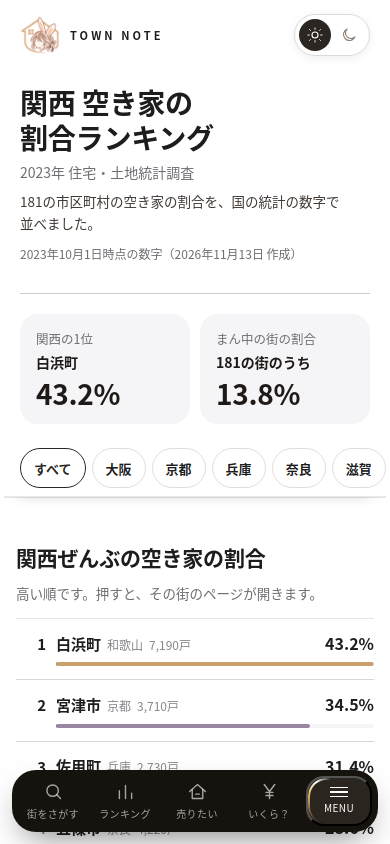 TOWN NOTE
関西 空き家の
割合ランキング
2023年 住宅・土地統計調査
181の市区町村の空き家の割合を、国の統計の数字で
並べました。
2023年10月1日時点の数字（2026年11月13日 作成）
関西の1位
白浜町
43.2%
まん中の街の割合
181の街のうち
13.8%
すべて 大阪 京都 兵庫 奈良 滋賀
関西ぜんぶの空き家の割合
高い順です。押すと、その街のページが開きます。
1 白浜町 和歌山 7,190戸 43.2%
2 宮津市 京都 3,710戸 34.5%
3 佐用町 兵庫 2,730戸 31.4%
街をさがす ランキング 売りたい いくら？ MENU